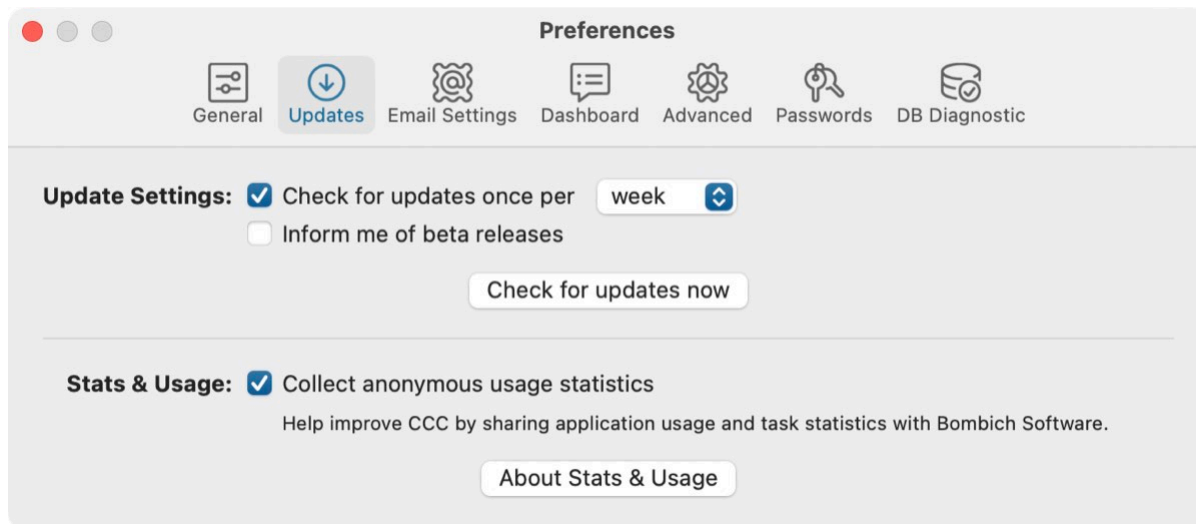 Preferences
General Updates Email Settings Dashboard Advanced Passwords DB Diagnostic
Update Settings: Check for updates once per week
Inform me of beta releases
Check for updates now
Stats & Usage: Collect anonymous usage statistics
Help improve CCC by sharing application usage and task statistics with Bombich Software.
About Stats & Usage